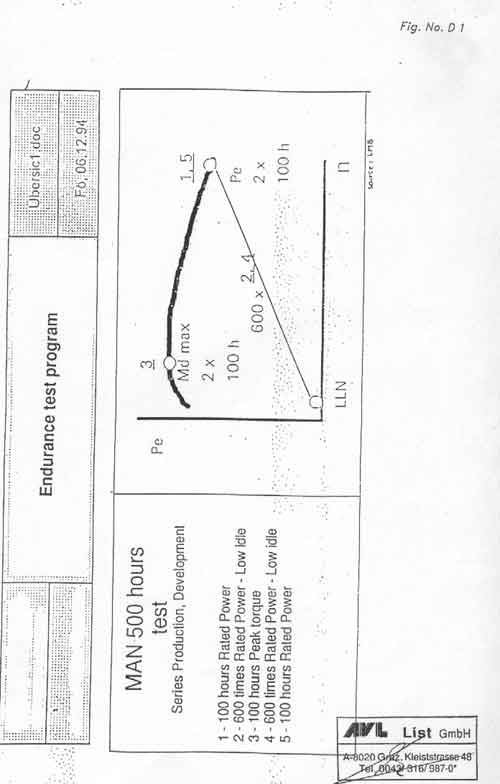 Fig. No. D 1
Übersic1.doc
Fö, 06.12.94
Endurance test program
Pe
3
Md max
2 x
100 h
600 x 2, 4
1, 5
Pe
2 x
100 h
LLN
n
Source : LMB
MAN 500 hours
test
Series Production, Development
1 - 100 hours Rated Power
2 - 600 times Rated Power - Low Idle
3 - 100 hours Peak torque
4 - 600 times Rated Power - Low idle
5 - 100 hours Rated Power
AVL List GmbH
A-8020 Graz, Kleiststrasse 48
Tel. 0043/ 316/ 987-0*